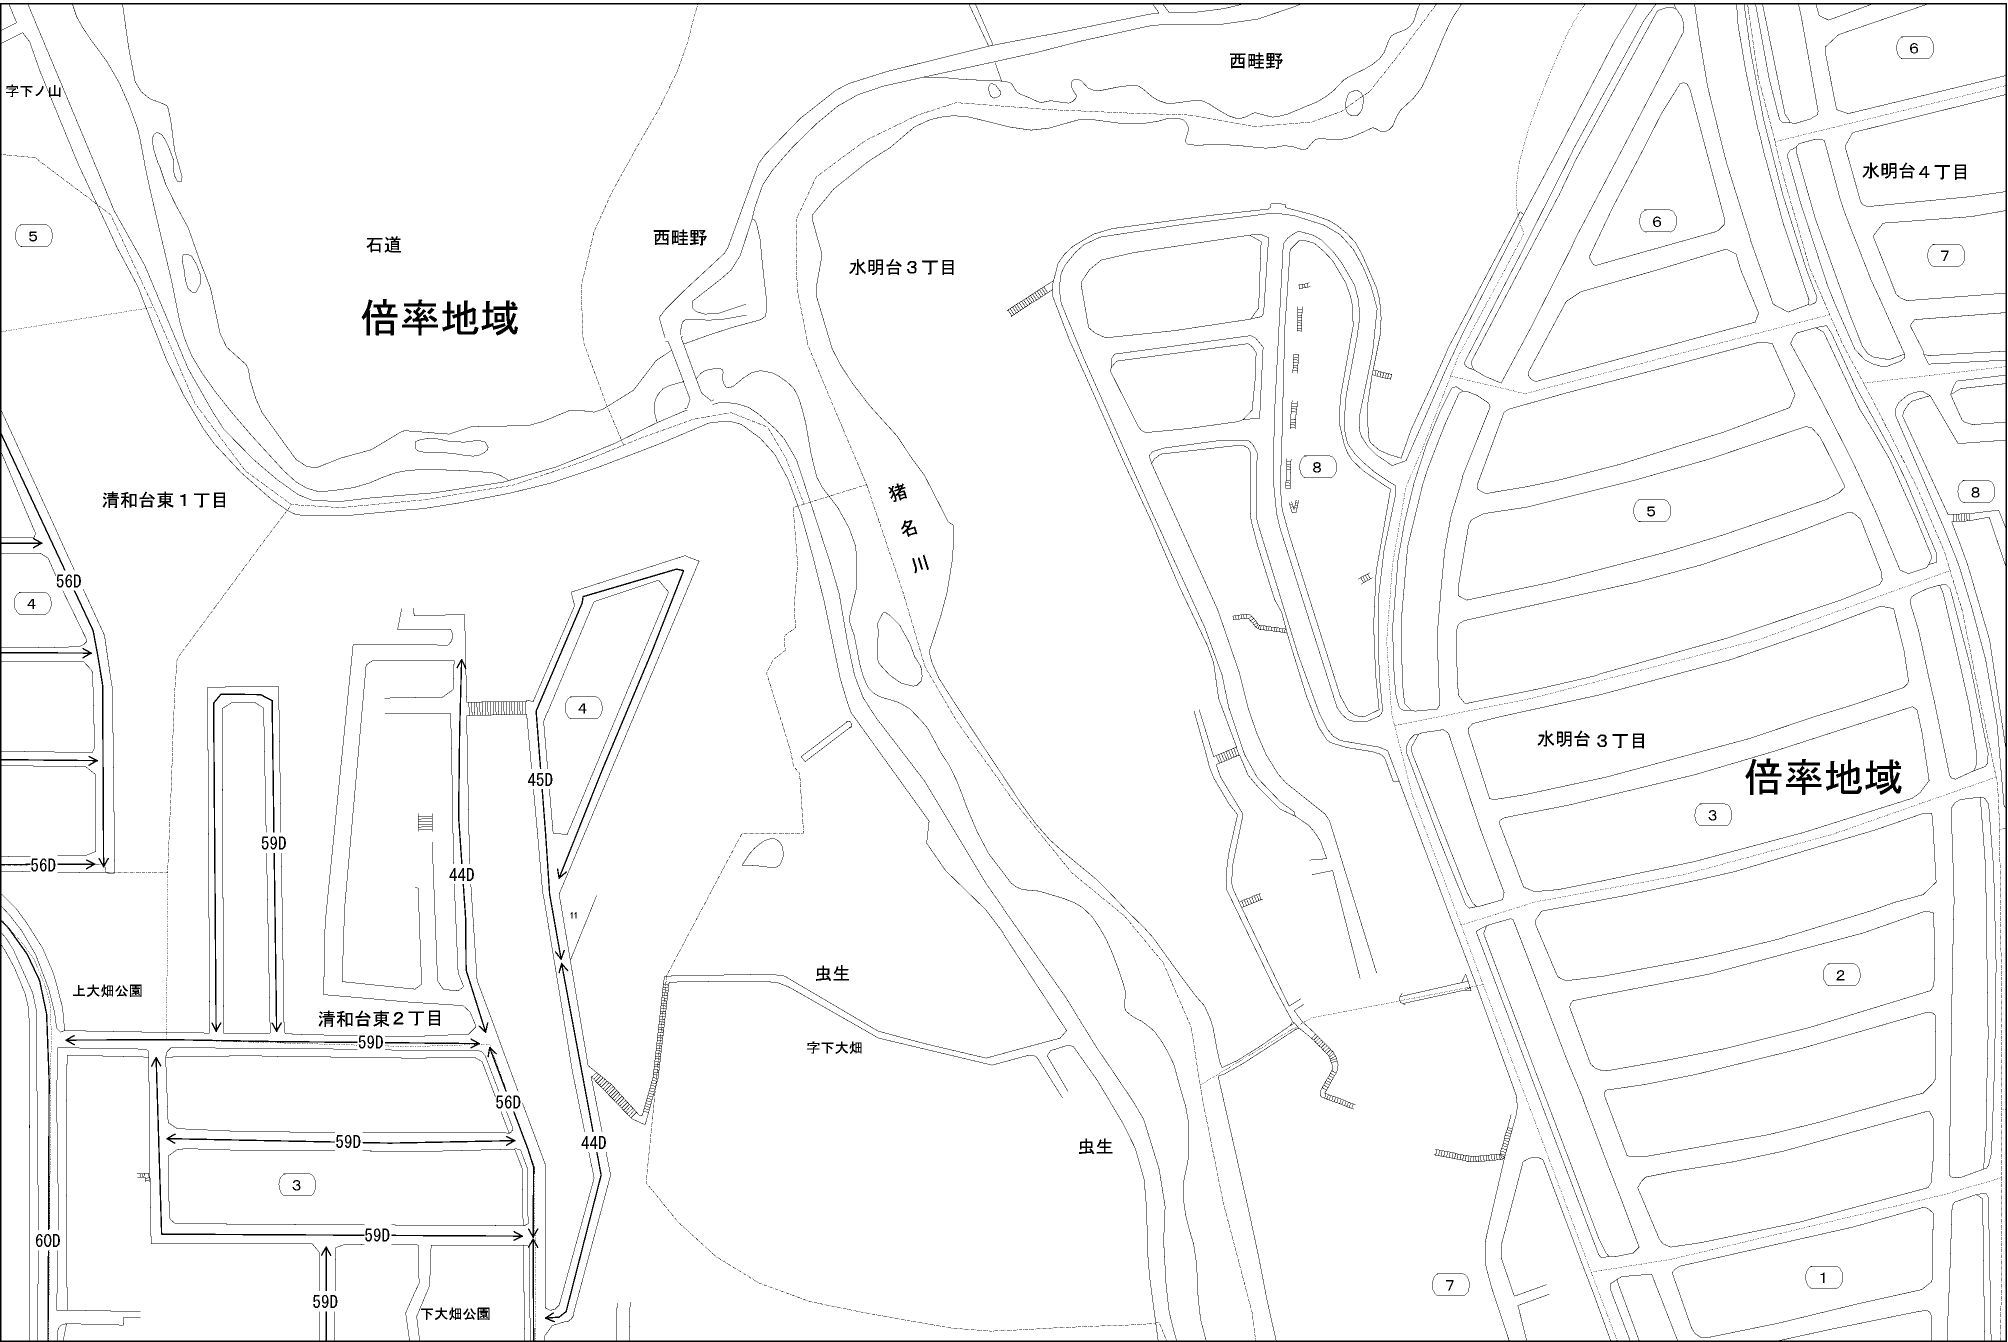 6
西畦野
字下ノ山
水明台４丁目
6
5
西畦野
石道
7
水明台３丁目
倍率地域
8
8
猪名川
清和台東１丁目
5
56D
4
4
水明台３丁目
倍率地域
45D
3
59D
56D
44D
11
虫生
2
上大畑公園
清和台東２丁目
59D
字下大畑
56D
59D
44D
虫生
3
59D
60D
1
7
59D
下大畑公園